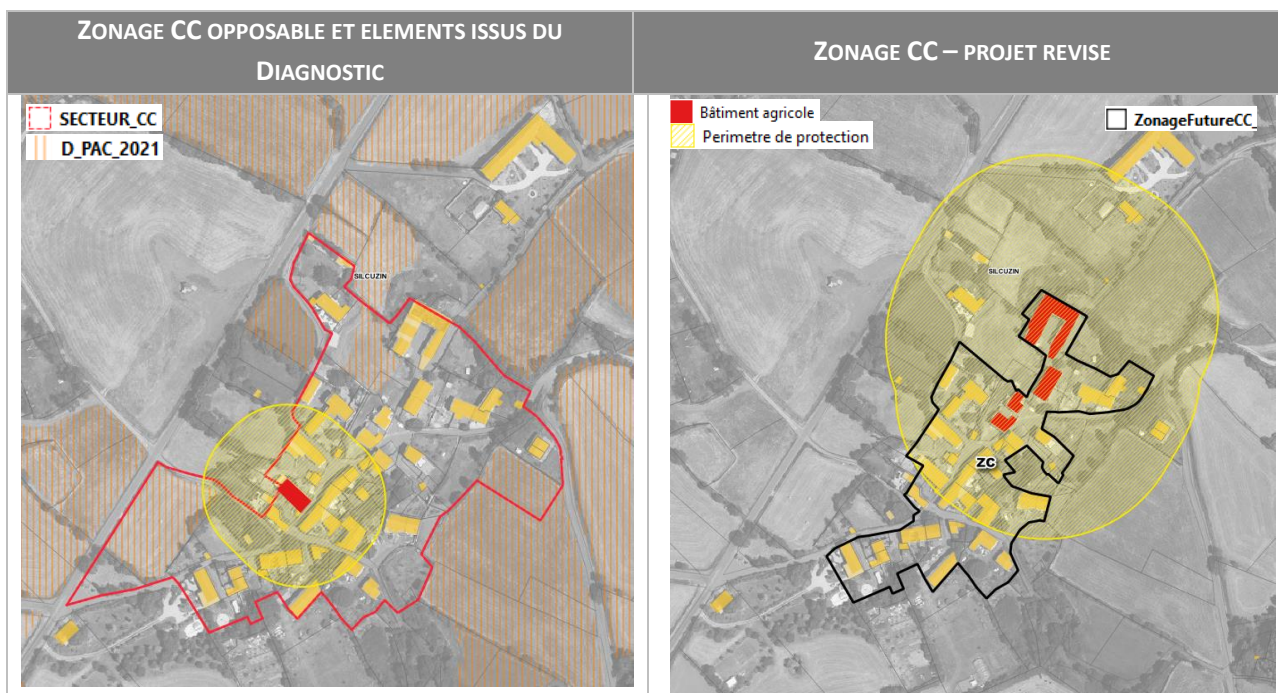 ZONAGE CC OPPOSABLE ET ELEMENTS ISSUS DU
DIAGNOSTIC
ZONAGE CC – PROJET REVISE
SECTEUR_CC
D_PAC_2021
SILCUZIN
Bâtiment agricole
Perimetre de protection
ZonageFutureCC_
SILCUZIN
ZC